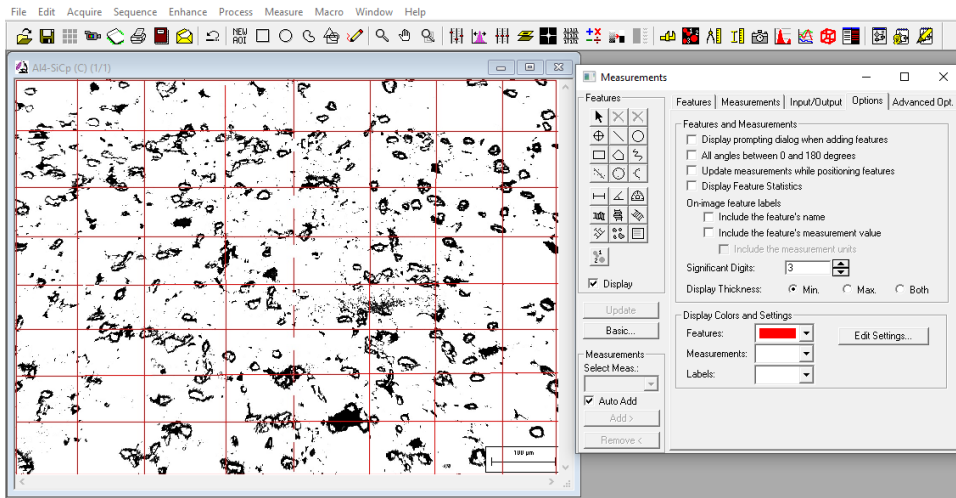 File Edit Acquire Sequence Enhance Process Measure Macro Window Help
NEW
AOI
Al4-SiCp (C) (1/1)
100 µm
Measurements
Features
Display
Update
Basic...
Measurements
Select Meas.:
Auto Add
Add >
Remove <
Features Measurements Input/Output Options Advanced Opt.
Features and Measurements
Display prompting dialog when adding features
All angles between 0 and 180 degrees
Update measurements while positioning features
Display Feature Statistics
On-image feature labels
Include the feature's name
Include the feature's measurement value
Include the measurement units
Significant Digits: 3
Display Thickness: Min. Max. Both
Display Colors and Settings
Features: Edit Settings...
Measurements:
Labels: